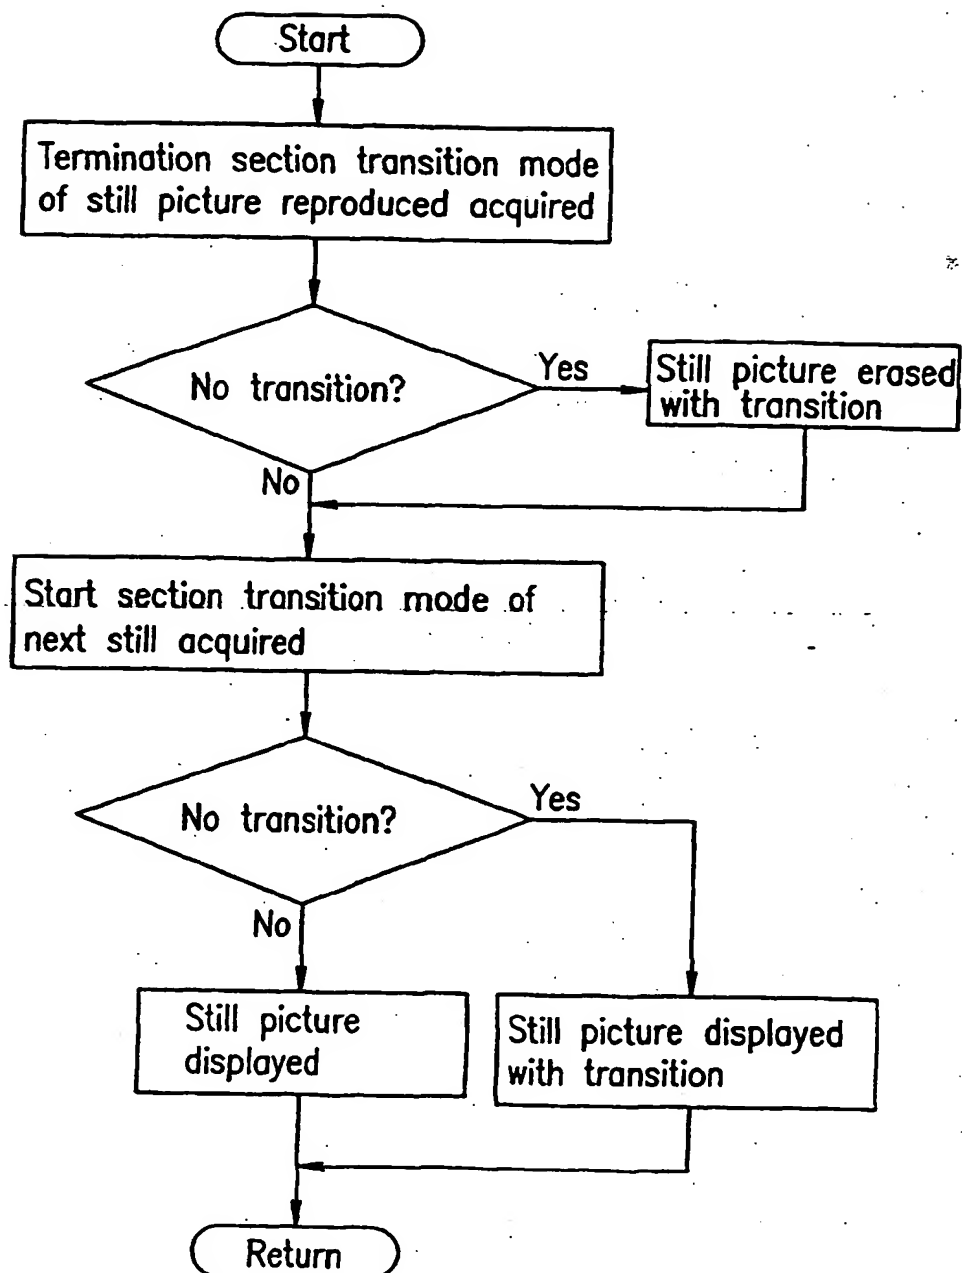 Start
Termination section transition mode
of still picture reproduced acquired
No transition?
Yes
Still picture erased
with transition
No
Start section transition mode of
next still acquired
No transition?
Yes
No
Still picture
displayed
Still picture displayed
with transition
Return